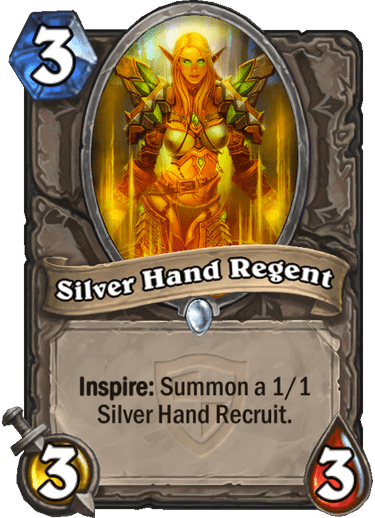 3
Silver Hand Regent
Inspire: Summon a 1/1
Silver Hand Recruit.
3
3